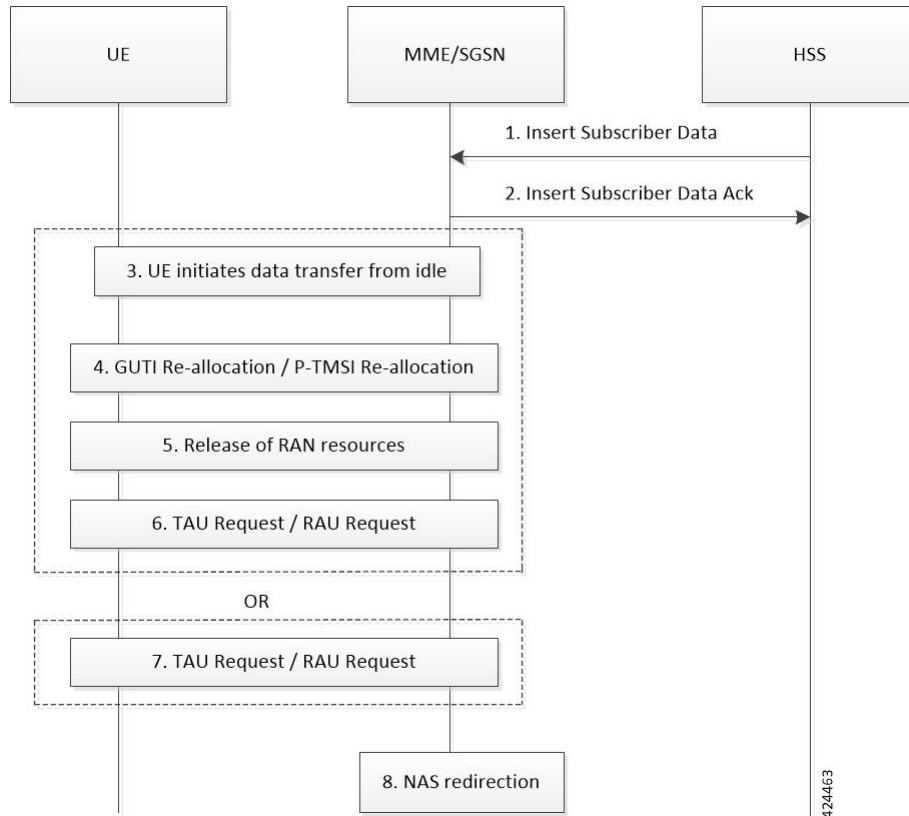 UE
MME/SGSN
HSS
1. Insert Subscriber Data
2. Insert Subscriber Data Ack
3. UE initiates data transfer from idle
4. GUTI Re-allocation / P-TMSI Re-allocation
5. Release of RAN resources
6. TAU Request / RAU Request
OR
7. TAU Request / RAU Request
8. NAS redirection
424463